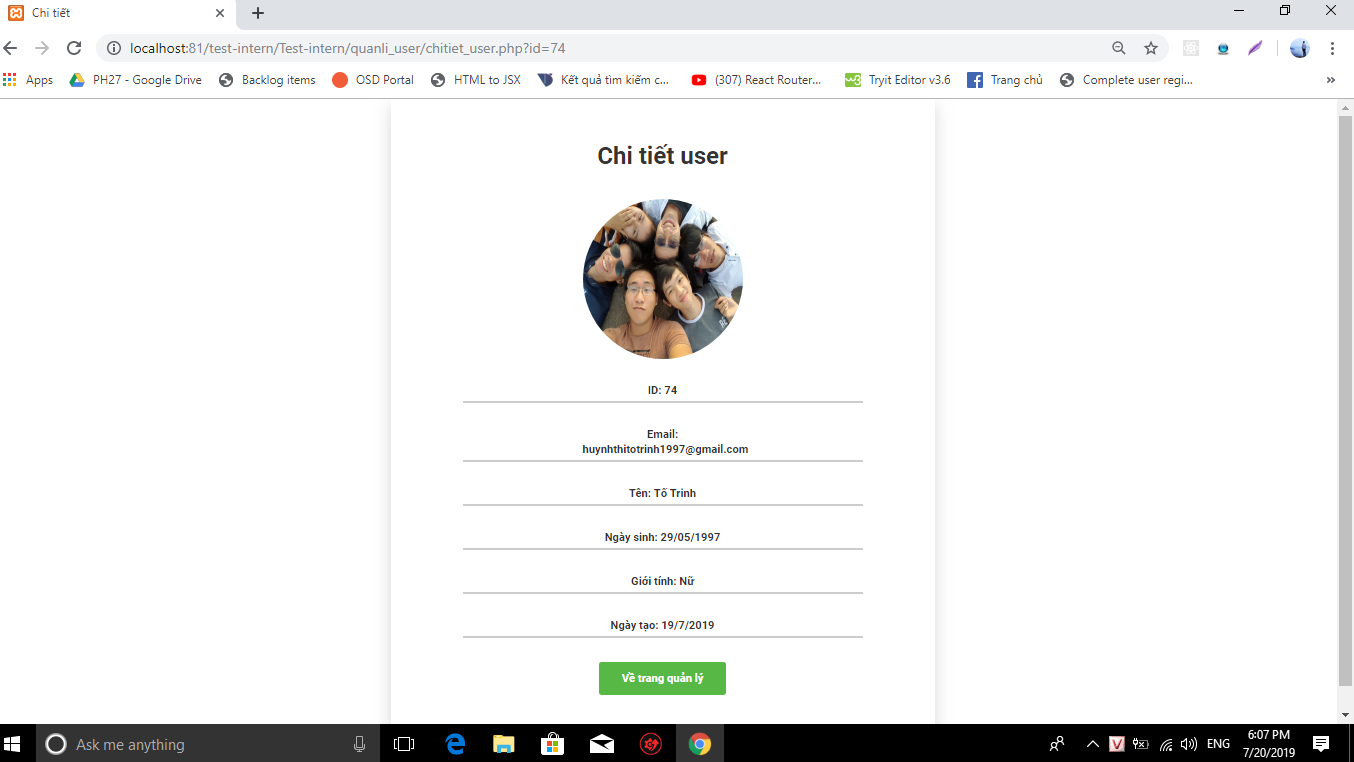 Chi tiết
localhost:81/test-intern/Test-intern/quanli_user/chitiet_user.php?id=74
Apps PH27 - Google Drive Backlog items OSD Portal HTML to JSX Kết quả tìm kiếm c... (307) React Router... Tryit Editor v3.6 Trang chủ Complete user regi... »
Chi tiết user
ID: 74
Email:
huynhthitotrinh1997@gmail.com
Tên: Tố Trinh
Ngày sinh: 29/05/1997
Giới tính: Nữ
Ngày tạo: 19/7/2019
Về trang quản lý
Ask me anything
ENG
6:07 PM
7/20/2019